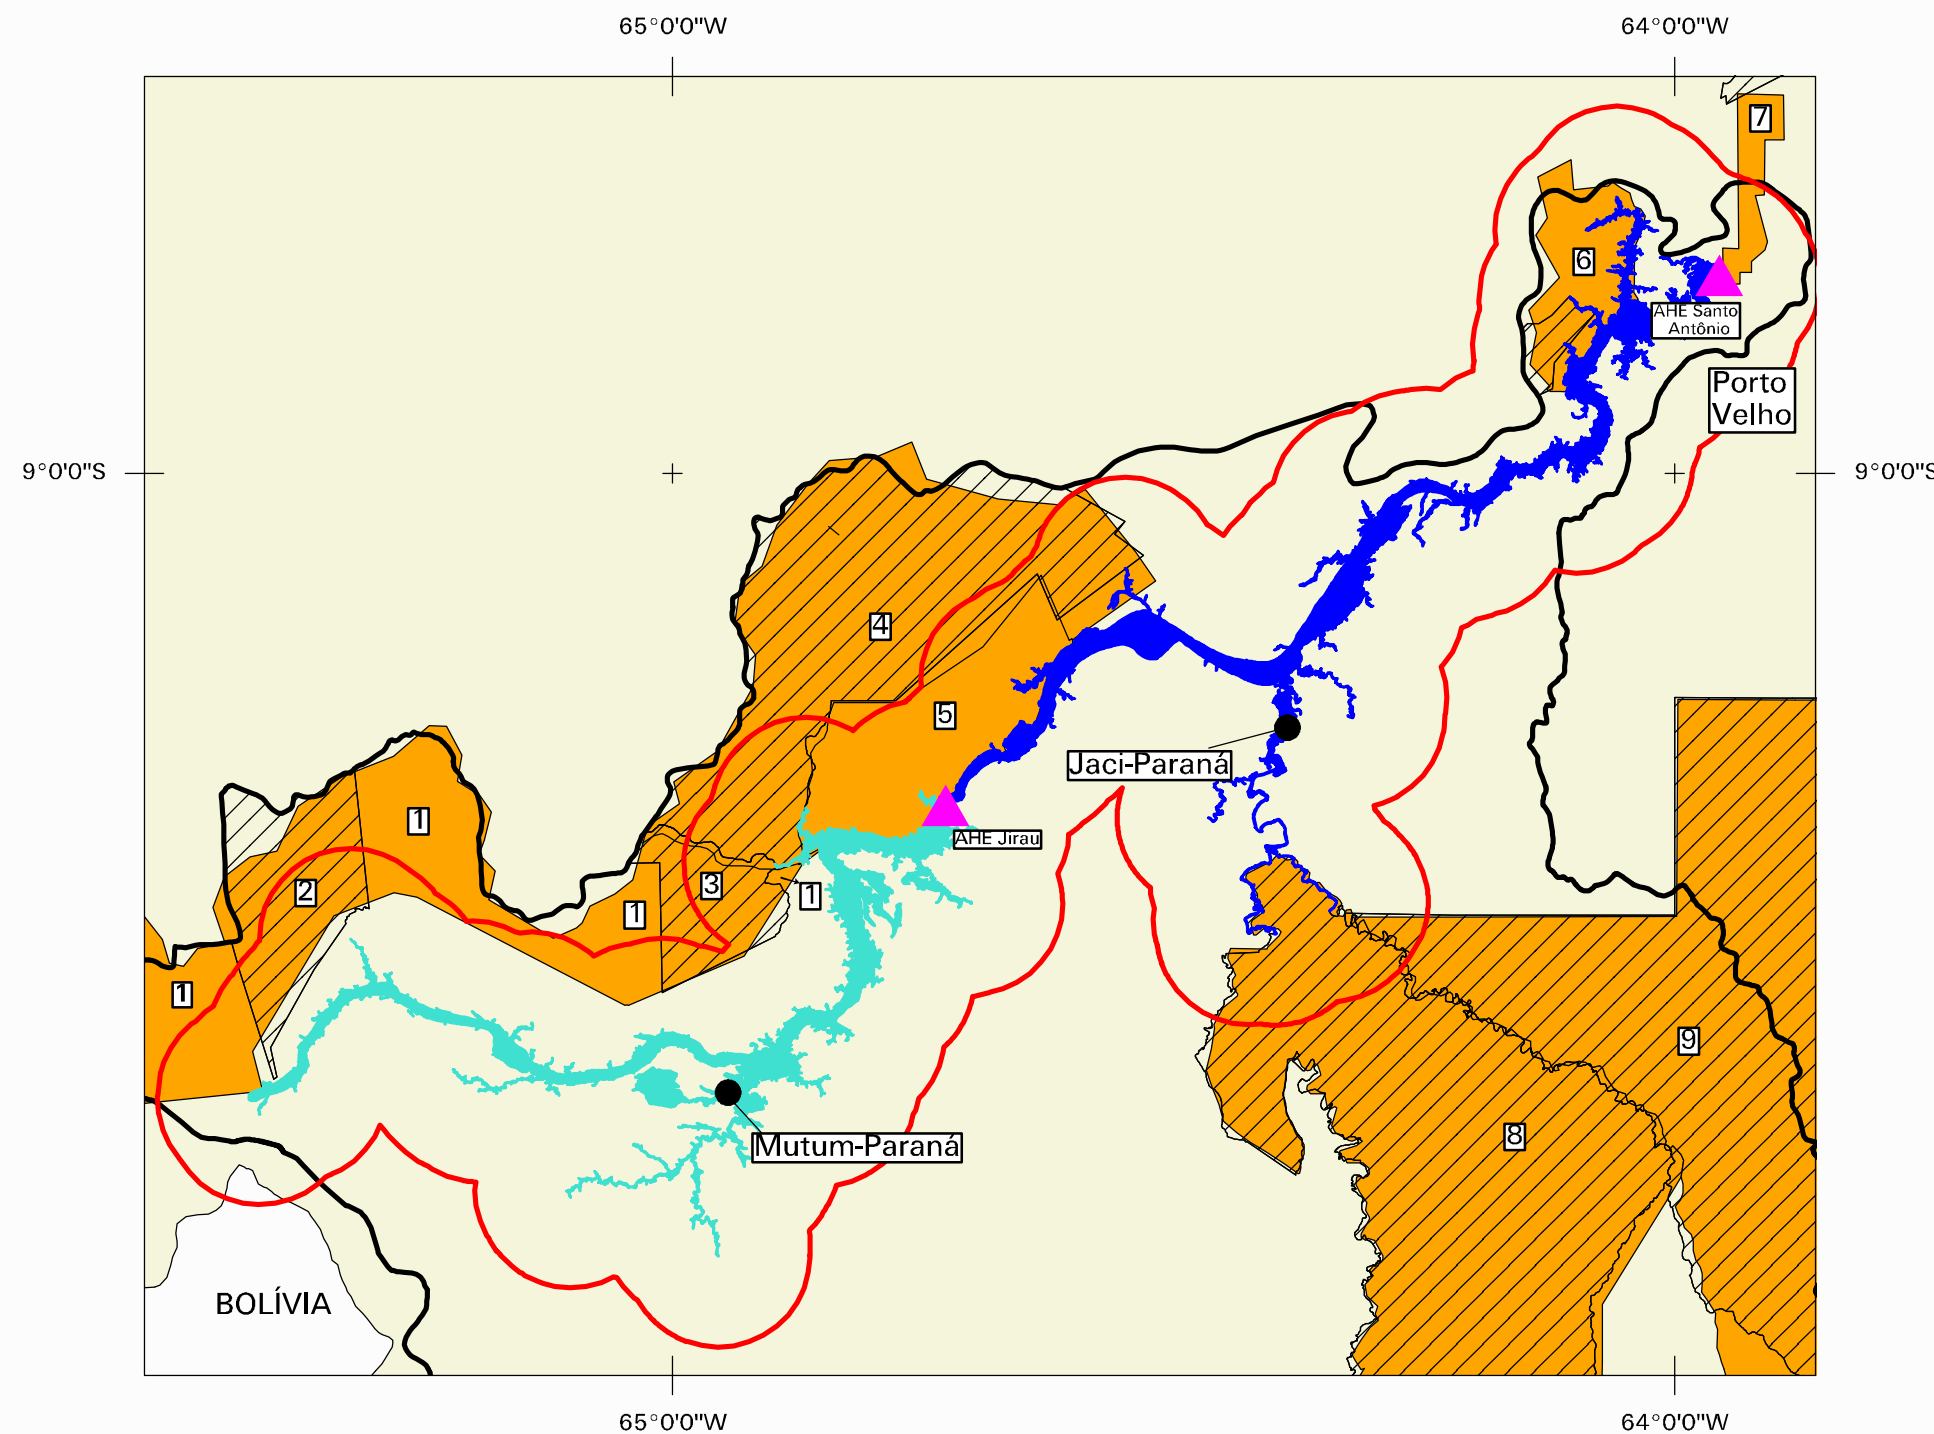 65°0'0"W
64°0'0"W
7
6
AHE Santo
Antônio
Porto
Velho
9°0'0"S
9°0'0"S
4
5
Jaci-Paraná
1
AHE Jirau
2
3
1
1
1
9
8
Mutum-Paraná
BOLÍVIA
65°0'0"W
64°0'0"W